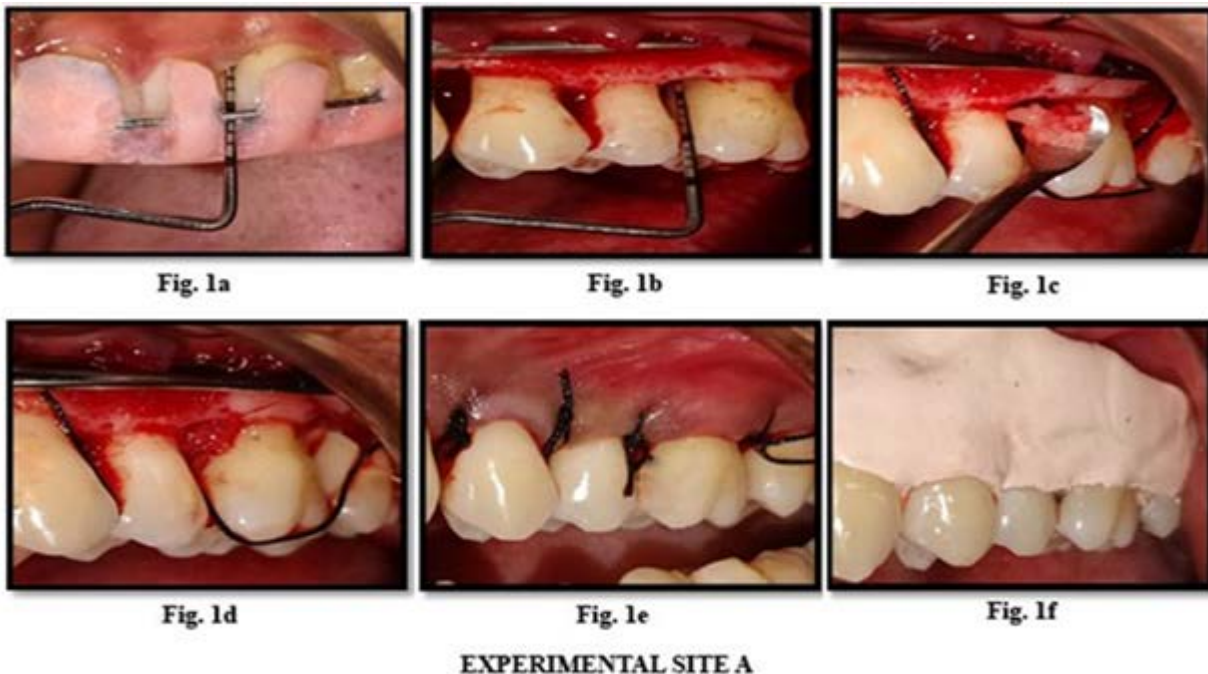 Fig. 1a
Fig. 1b
Fig. 1c
Fig. 1d
Fig. 1e
Fig. 1f
EXPERIMENTAL SITE A